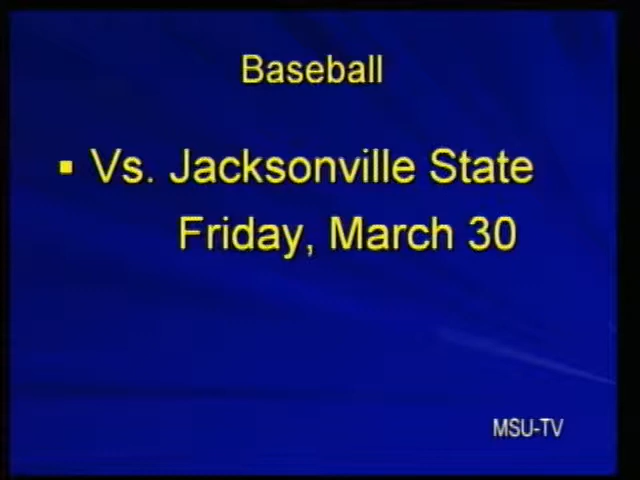 Baseball
▪ Vs. Jacksonville State
Friday, March 30
MSU-TV